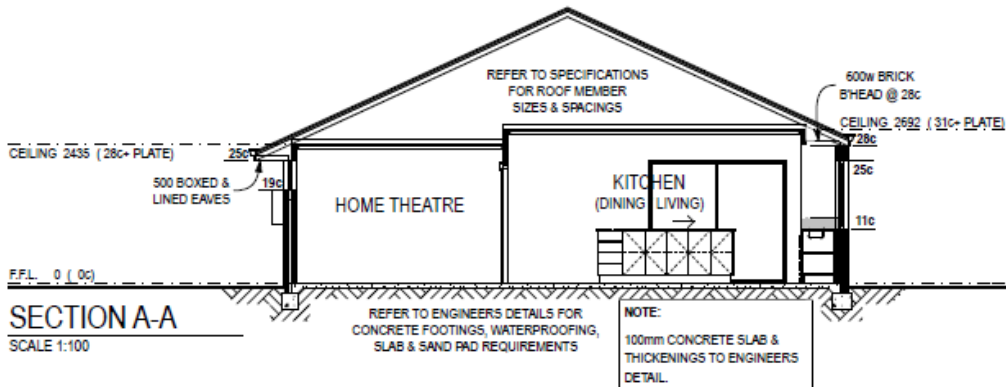 REFER TO SPECIFICATIONS
FOR ROOF MEMBER
SIZES & SPACINGS
600w BRICK
B'HEAD @ 28c
CEILING 2692 ( 31c+ PLATE)
28c
CEILING 2435 ( 28c+ PLATE)
25c
25c
500 BOXED &
LINED EAVES
19c
HOME THEATRE
KITCHEN
(DINING LIVING)
11c
F.F.L. 0 ( 0c)
SECTION A-A
SCALE 1:100
REFER TO ENGINEERS DETAILS FOR
CONCRETE FOOTINGS, WATERPROOFING,
SLAB & SAND PAD REQUIREMENTS
NOTE:
100mm CONCRETE SLAB &
THICKENINGS TO ENGINEERS
DETAIL.